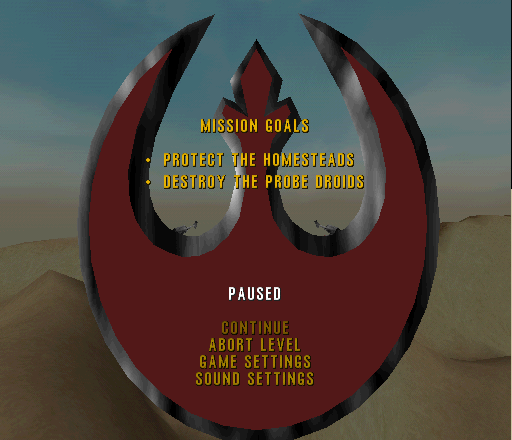 MISSION GOALS
• PROTECT THE HOMESTEADS
• DESTROY THE PROBE DROIDS
PAUSED
CONTINUE
ABORT LEVEL
GAME SETTINGS
SOUND SETTINGS